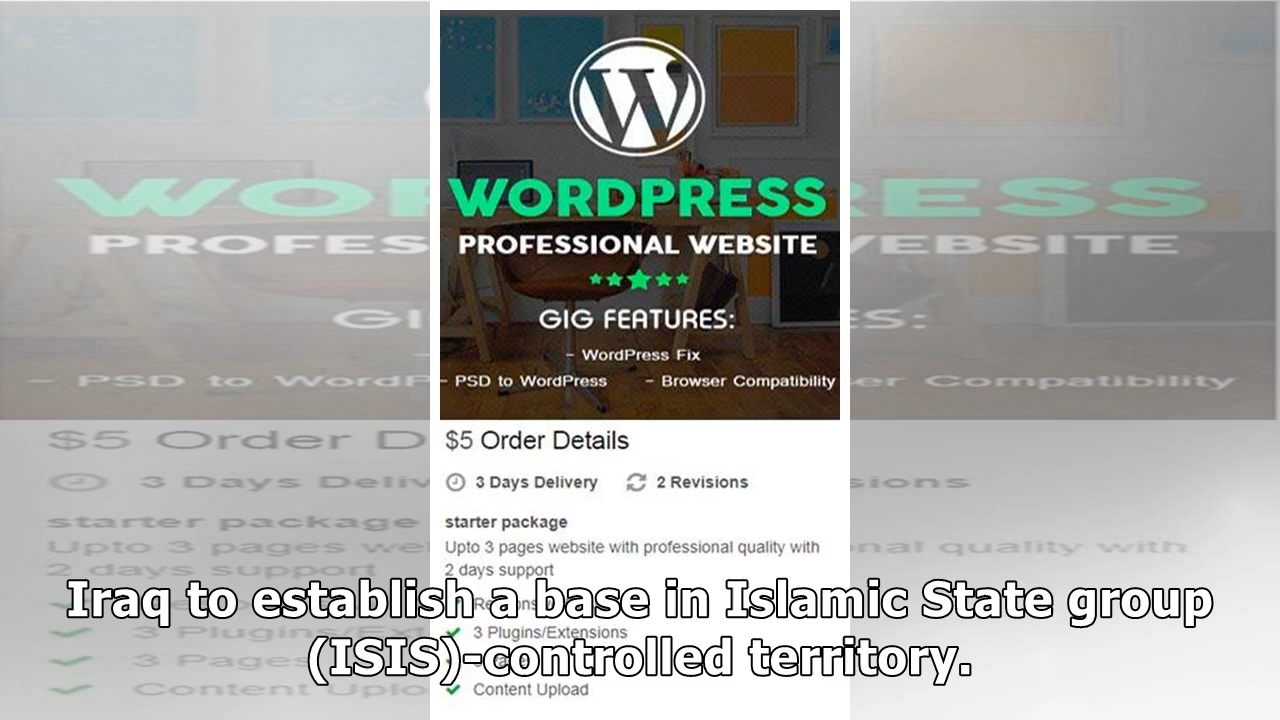 WORDPRESS
PROFESSIONAL WEBSITE
GIG FEATURES:
– WordPress Fix
– PSD to WordPress – Browser Compatibility
$5 Order Details
3 Days Delivery 2 Revisions
starter package
Upto 3 pages website with professional quality with
2 days support
Iraq to establish a base in Islamic State group
3 Plugins/Extensions
(ISIS)-controlled territory.
Content Upload